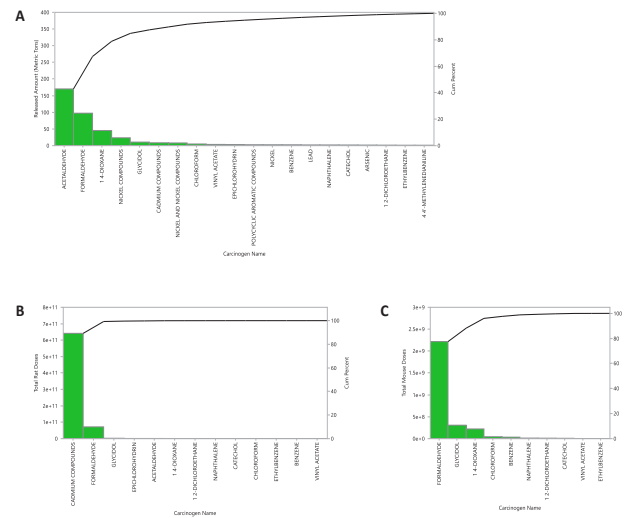 A
Released Amount (Metric Tons)
400
350
300
250
200
150
100
50
0
100
80
60
40
20
0
Cum Percent
ACETALDEHYDE
FORMALDEHYDE
1 4-DIOXANE
NICKEL COMPOUNDS
GLYCIDOL
CADMIUM COMPOUNDS
NICKEL AND NICKEL COMPOUNDS
CHLOROFORM
VINYL ACETATE
EPICHLOROHYDRIN
POLYCYCLIC AROMATIC COMPOUNDS
NICKEL
BENZENE
LEAD
NAPHTHALENE
CATECHOL
ARSENIC
1 2-DICHLOROETHANE
ETHYLBENZENE
4 4'-METHYLENEDIANILINE
Carcinogen Name
B
Total Rat Doses
8e+11
7e+11
6e+11
5e+11
4e+11
3e+11
2e+11
1e+11
0
100
80
60
40
20
0
Cum Percent
CADMIUM COMPOUNDS
FORMALDEHYDE
GLYCIDOL
EPICHLOROHYDRIN
ACETALDEHYDE
1 4-DIOXANE
1 2-DICHLOROETHANE
NAPHTHALENE
CATECHOL
CHLOROFORM
ETHYLBENZENE
BENZENE
VINYL ACETATE
Carcinogen Name
C
Total Mouse Doses
3e+9
2.5e+9
2e+9
1.5e+9
1e+9
5e+8
0e+0
100
80
60
40
20
0
FORMALDEHYDE
GLYCIDOL
1 4-DIOXANE
CHLOROFORM
BENZENE
NAPHTHALENE
1 2-DICHLOROETHANE
CATECHOL
VINYL ACETATE
ETHYLBENZENE
Carcinogen Name